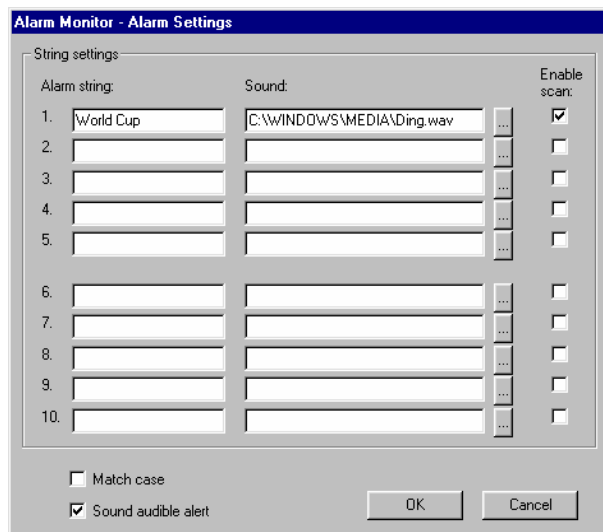 Alarm Monitor - Alarm Settings
String settings
Alarm string: Sound: Enable scan:
1. World Cup C:\WINDOWS\MEDIA\Ding.wav ...
2. ...
3. ...
4. ...
5. ...
6. ...
7. ...
8. ...
9. ...
10. ...
Match case
Sound audible alert OK Cancel